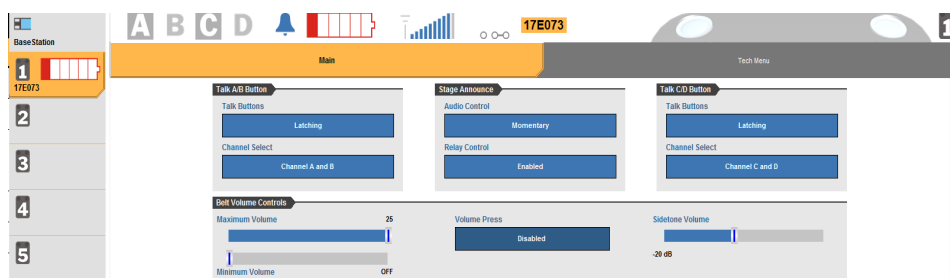 BaseStation
A B C D
17E073
1
1
17E073
2
3
4
5
Main
Tech Menu
Talk A/B Button
Stage Announce
Talk C/D Button
Talk Buttons
Audio Control
Talk Buttons
Latching
Momentary
Latching
Channel Select
Relay Control
Channel Select
Channel A and B
Enabled
Channel C and D
Belt Volume Controls
Maximum Volume
25
Volume Press
Sidetone Volume
Disabled
-20 dB
Minimum Volume
OFF